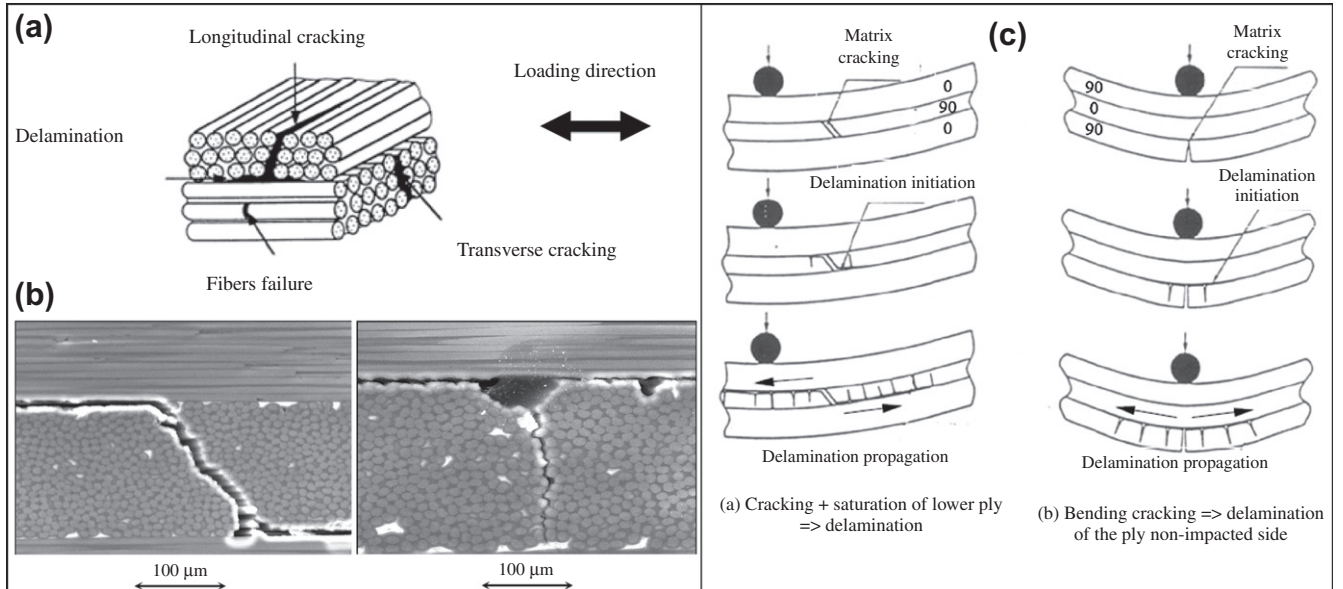 (a)
Longitudinal cracking
Loading direction
Delamination
Transverse cracking
Fibers failure
(b)
100 μm
100 μm
(c)
Matrix
cracking
0
90
0
Delamination initiation
Delamination propagation
(a) Cracking + saturation of lower ply
=> delamination
Matrix
cracking
90
0
90
Delamination
initiation
Delamination propagation
(b) Bending cracking => delamination
of the ply non-impacted side